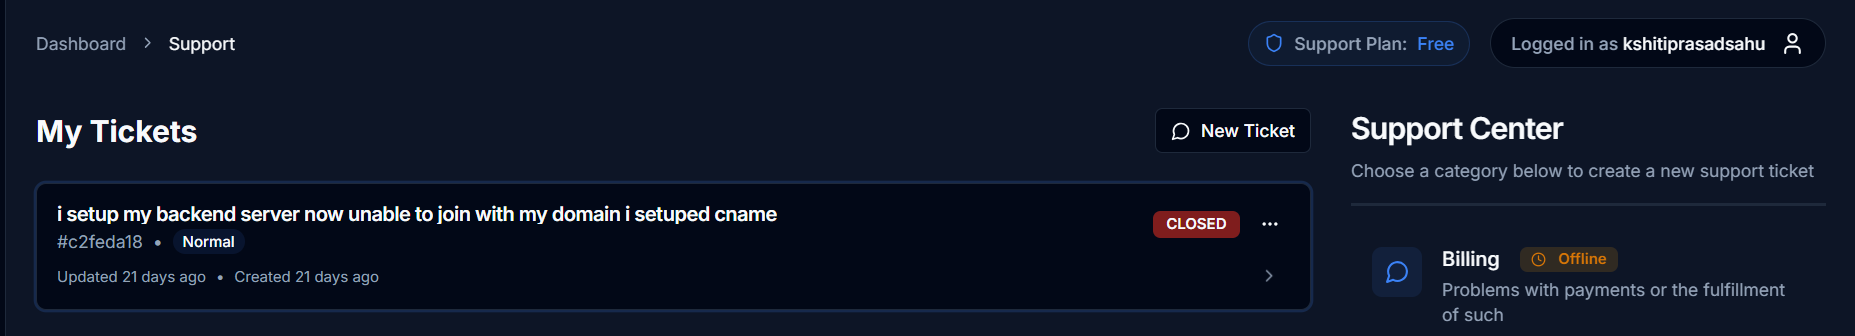 Dashboard > Support
Support Plan: Free
Logged in as kshitiprasadsahu
My Tickets
New Ticket
i setup my backend server now unable to join with my domain i setuped cname
#c2feda18 • Normal
Updated 21 days ago • Created 21 days ago
CLOSED
Support Center
Choose a category below to create a new support ticket
Billing
Offline
Problems with payments or the fulfillment
of such